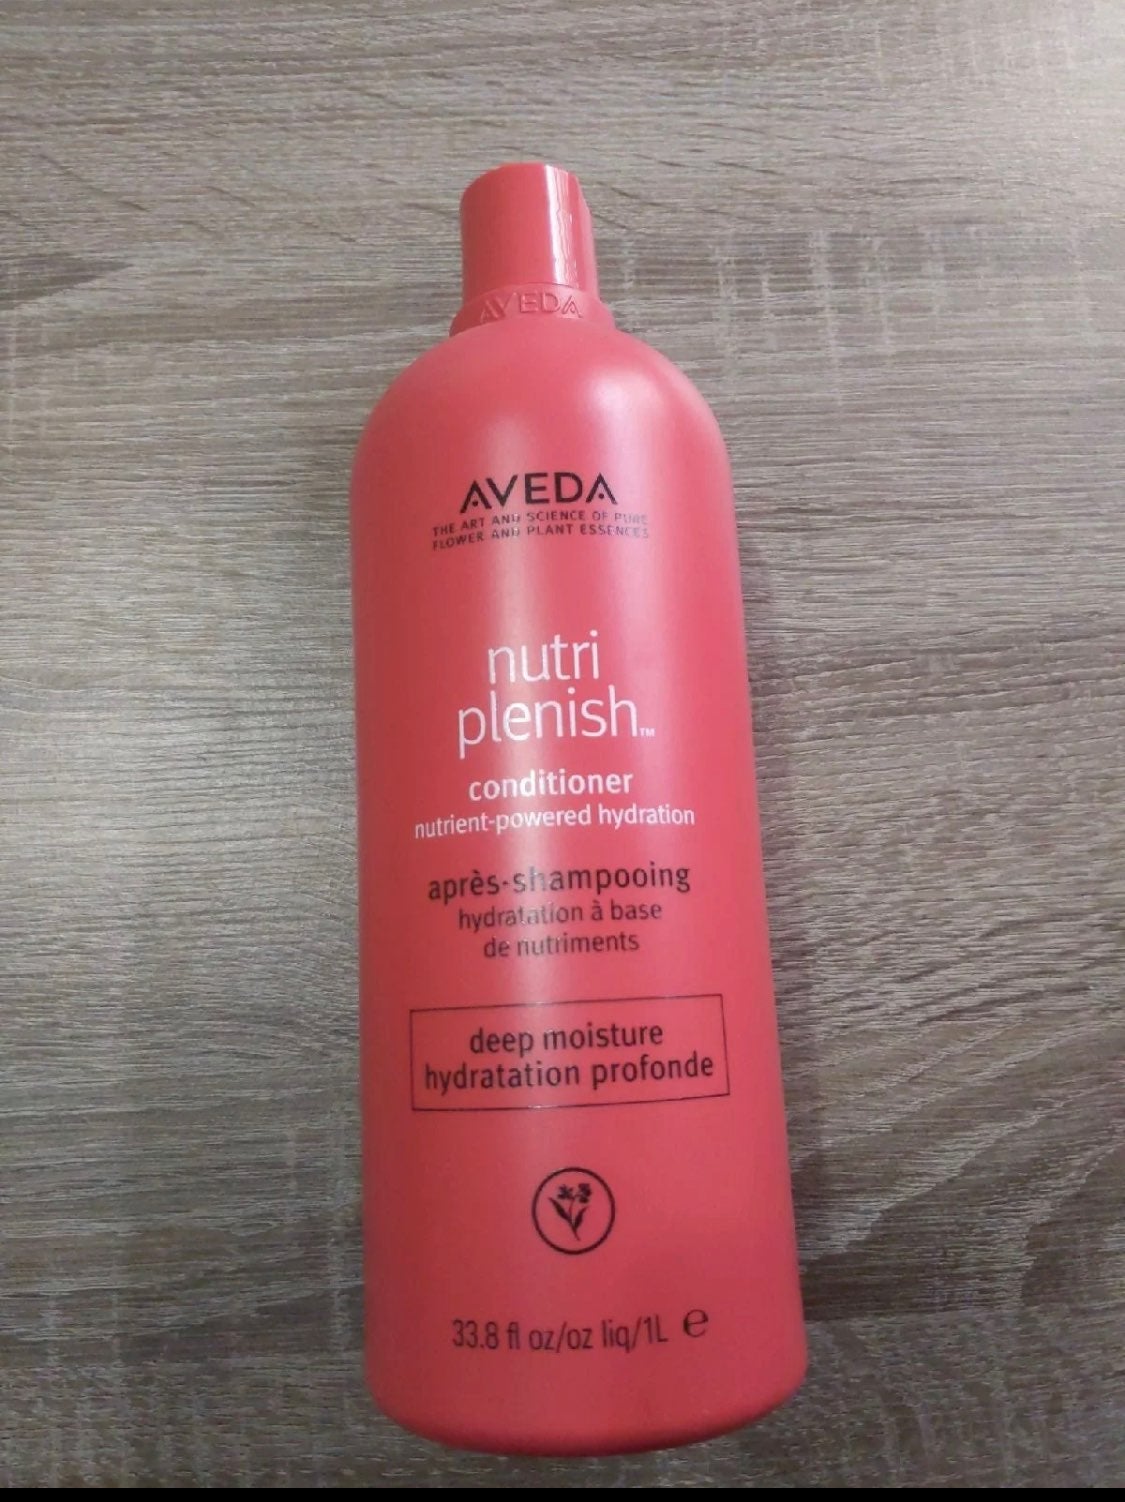 AVEDA
AVEDA
THE ART AND SCIENCE OF PURE
FLOWER AND PLANT ESSENCES
nutri
plenish™
conditioner
nutrient-powered hydration
après-shampooing
hydratation à base
de nutriments
deep moisture
hydratation profonde
33.8 fl oz/oz liq/1L ℮